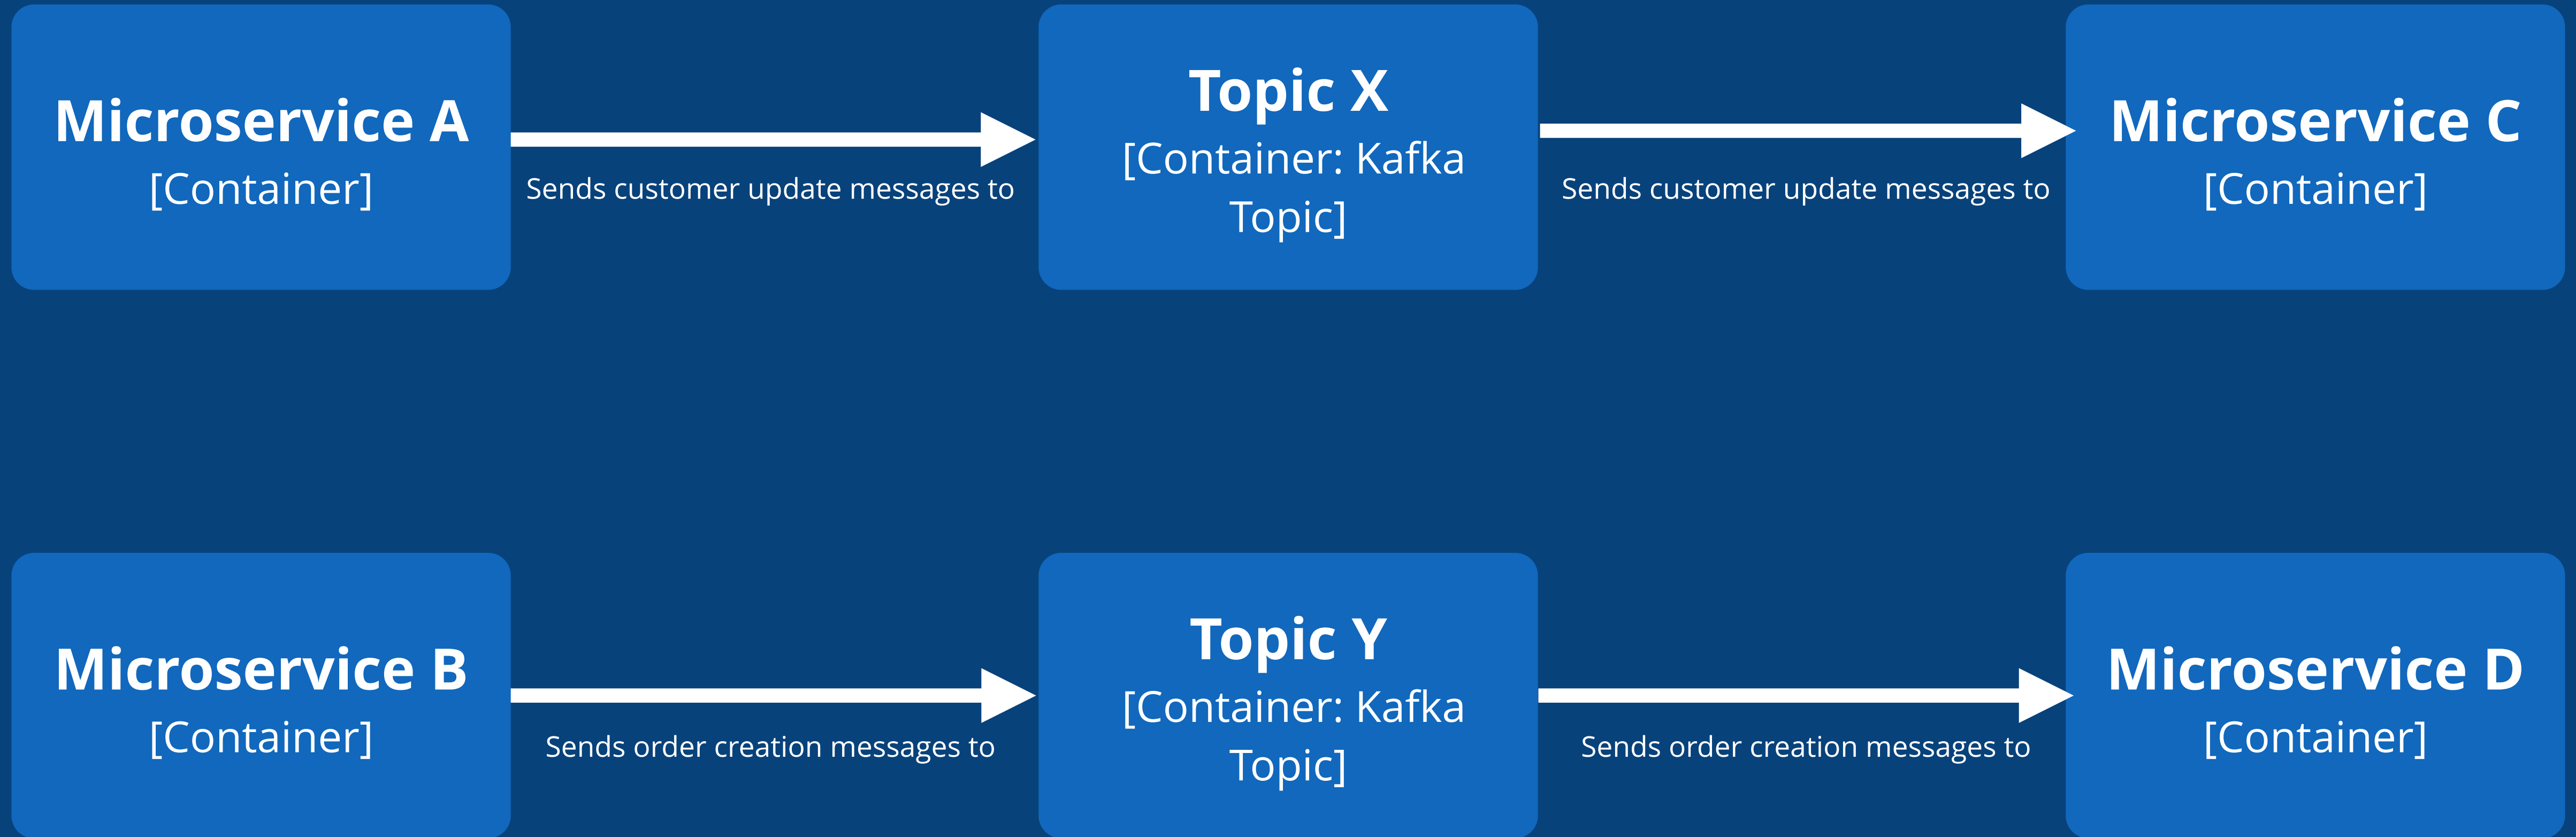 Microservice A
[Container]
Sends customer update messages to
Topic X
[Container: Kafka
Topic]
Sends customer update messages to
Microservice C
[Container]
Microservice B
[Container]
Sends order creation messages to
Topic Y
[Container: Kafka
Topic]
Sends order creation messages to
Microservice D
[Container]